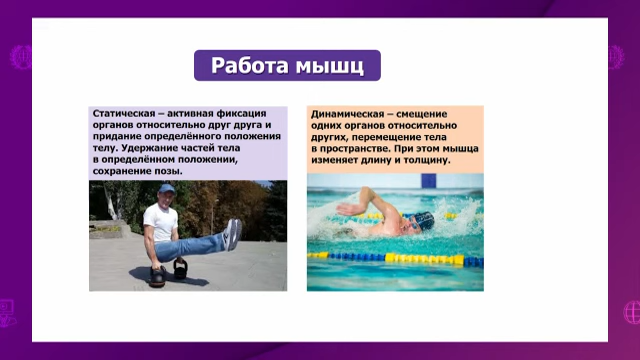 Работа мышц
Статическая – активная фиксация
органов относительно друг друга и
придание определённого положения
телу. Удержание частей тела
в определённом положении,
сохранение позы.
Динамическая – смещение
одних органов относительно
других, перемещение тела
в пространстве. При этом мышца
изменяет длину и толщину.